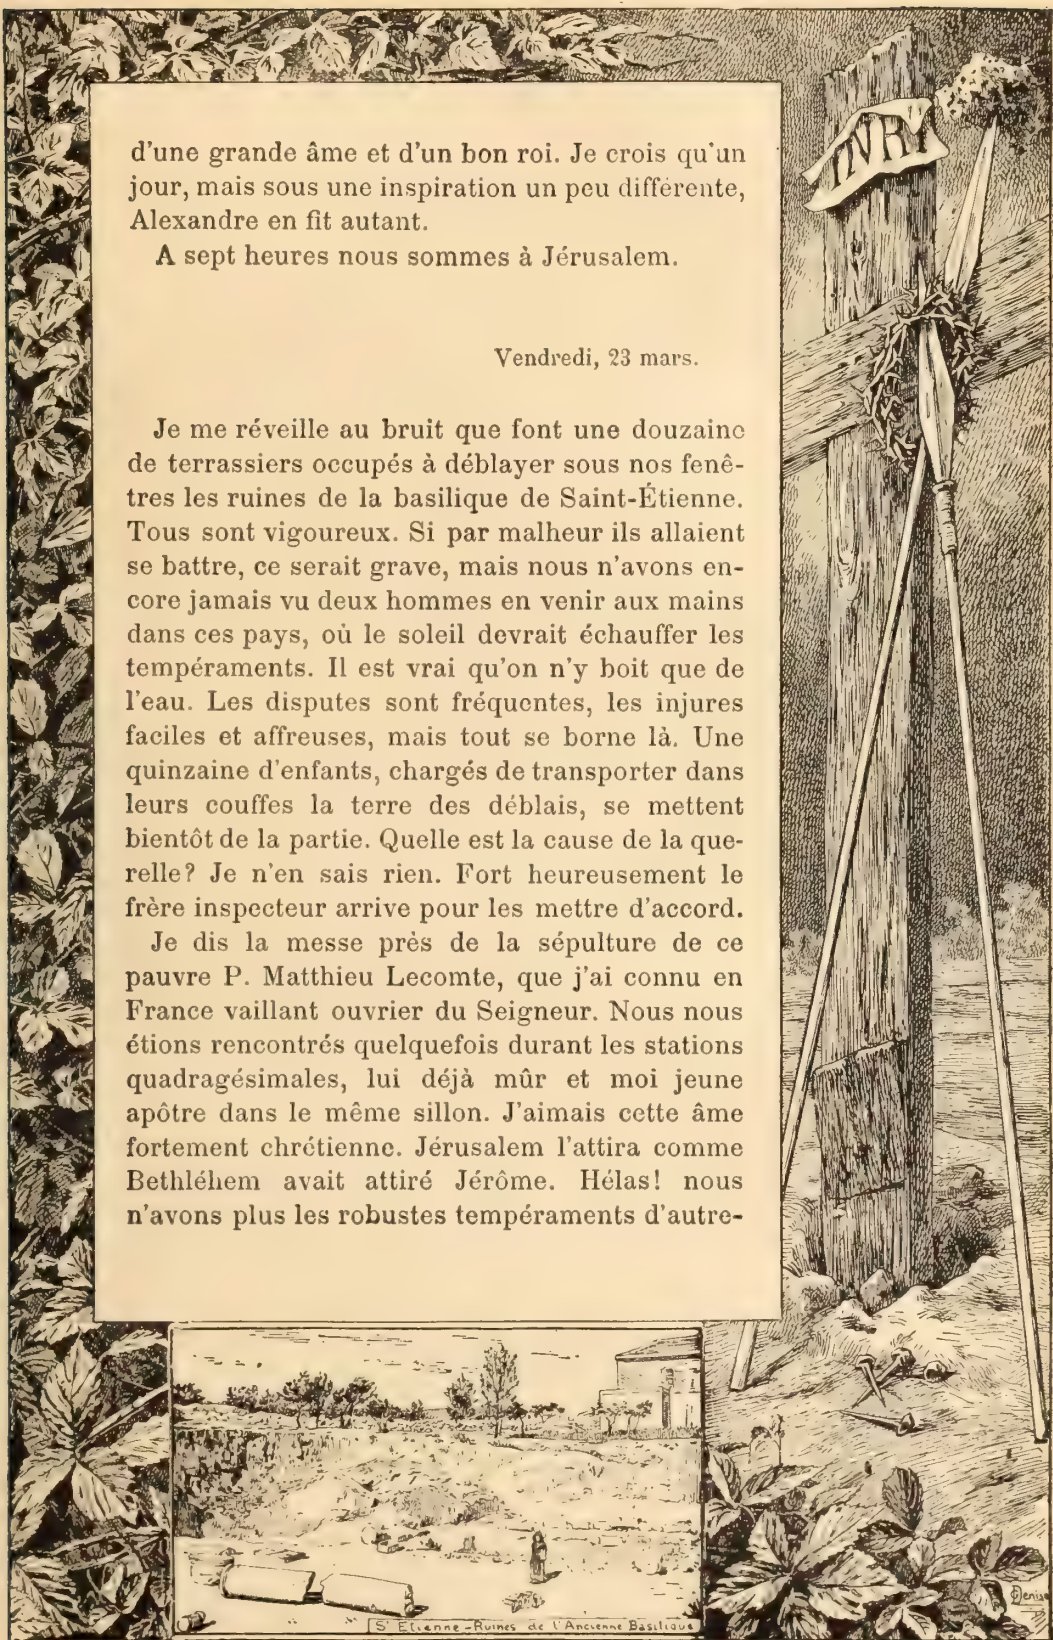 d'une grande âme et d'un bon roi. Je crois qu'un
jour, mais sous une inspiration un peu différente,
Alexandre en fit autant.
A sept heures nous sommes à Jérusalem.
Vendredi, 23 mars.
Je me réveille au bruit que font une douzaine
de terrassiers occupés à déblayer sous nos fenê-
tres les ruines de la basilique de Saint-Étienne.
Tous sont vigoureux. Si par malheur ils allaient
se battre, ce serait grave, mais nous n'avons en-
core jamais vu deux hommes en venir aux mains
dans ces pays, où le soleil devrait échauffer les
tempéraments. Il est vrai qu'on n'y boit que de
l'eau. Les disputes sont fréquentes, les injures
faciles et affreuses, mais tout se borne là. Une
quinzaine d'enfants, chargés de transporter dans
leurs couffes la terre des déblais, se mettent
bientôt de la partie. Quelle est la cause de la que-
relle? Je n'en sais rien. Fort heureusement le
frère inspecteur arrive pour les mettre d'accord.
Je dis la messe près de la sépulture de ce
pauvre P. Matthieu Lecomte, que j'ai connu en
France vaillant ouvrier du Seigneur. Nous nous
étions rencontrés quelquefois durant les stations
quadragésimales, lui déjà mûr et moi jeune
apôtre dans le même sillon. J'aimais cette âme
fortement chrétienne. Jérusalem l'attira comme
Bethléhem avait attiré Jérôme. Hélas! nous
n'avons plus les robustes tempéraments d'autre-
INRI
St Etienne - Ruines de l'Ancienne Basilique
Denise